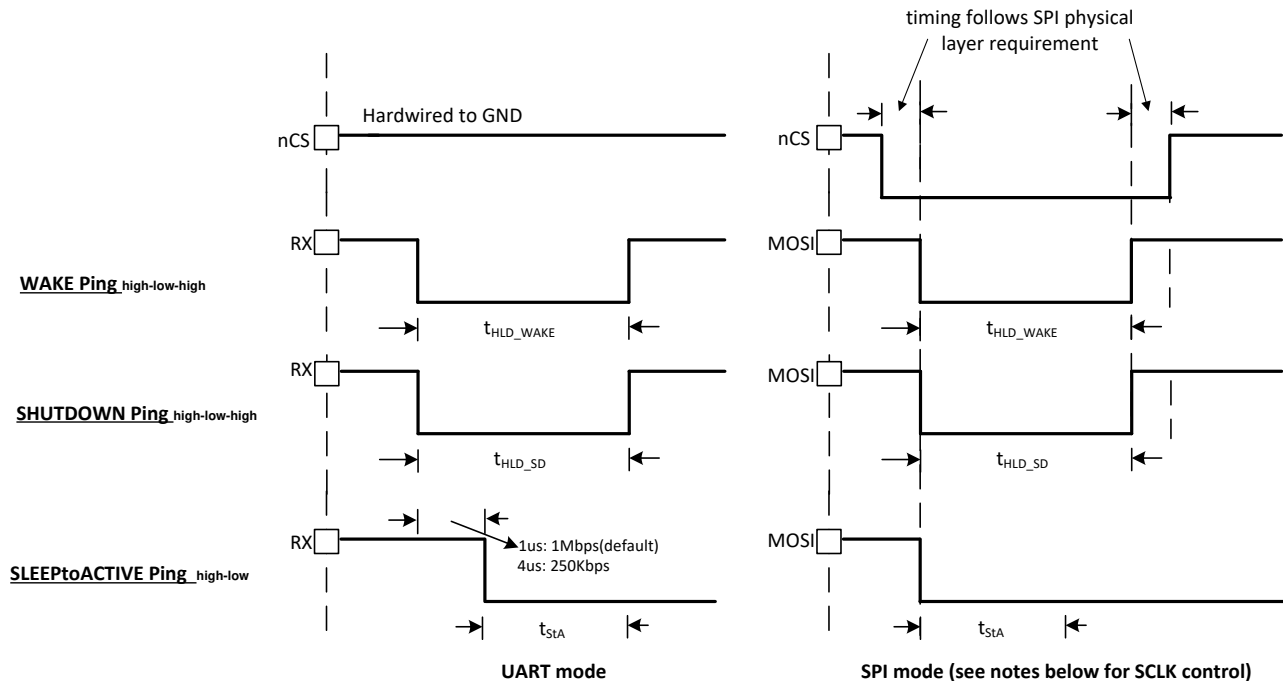 timing follows SPI physical
layer requirement
Hardwired to GND
nCS
nCS
RX
MOSI
WAKE Ping high-low-high
tHLD_WAKE
tHLD_WAKE
RX
MOSI
SHUTDOWN Ping high-low-high
tHLD_SD
tHLD_SD
RX
1us: 1Mbps(default)
4us: 250Kbps
MOSI
SLEEPtoACTIVE Ping high-low
tStA
tStA
UART mode
SPI mode (see notes below for SCLK control)